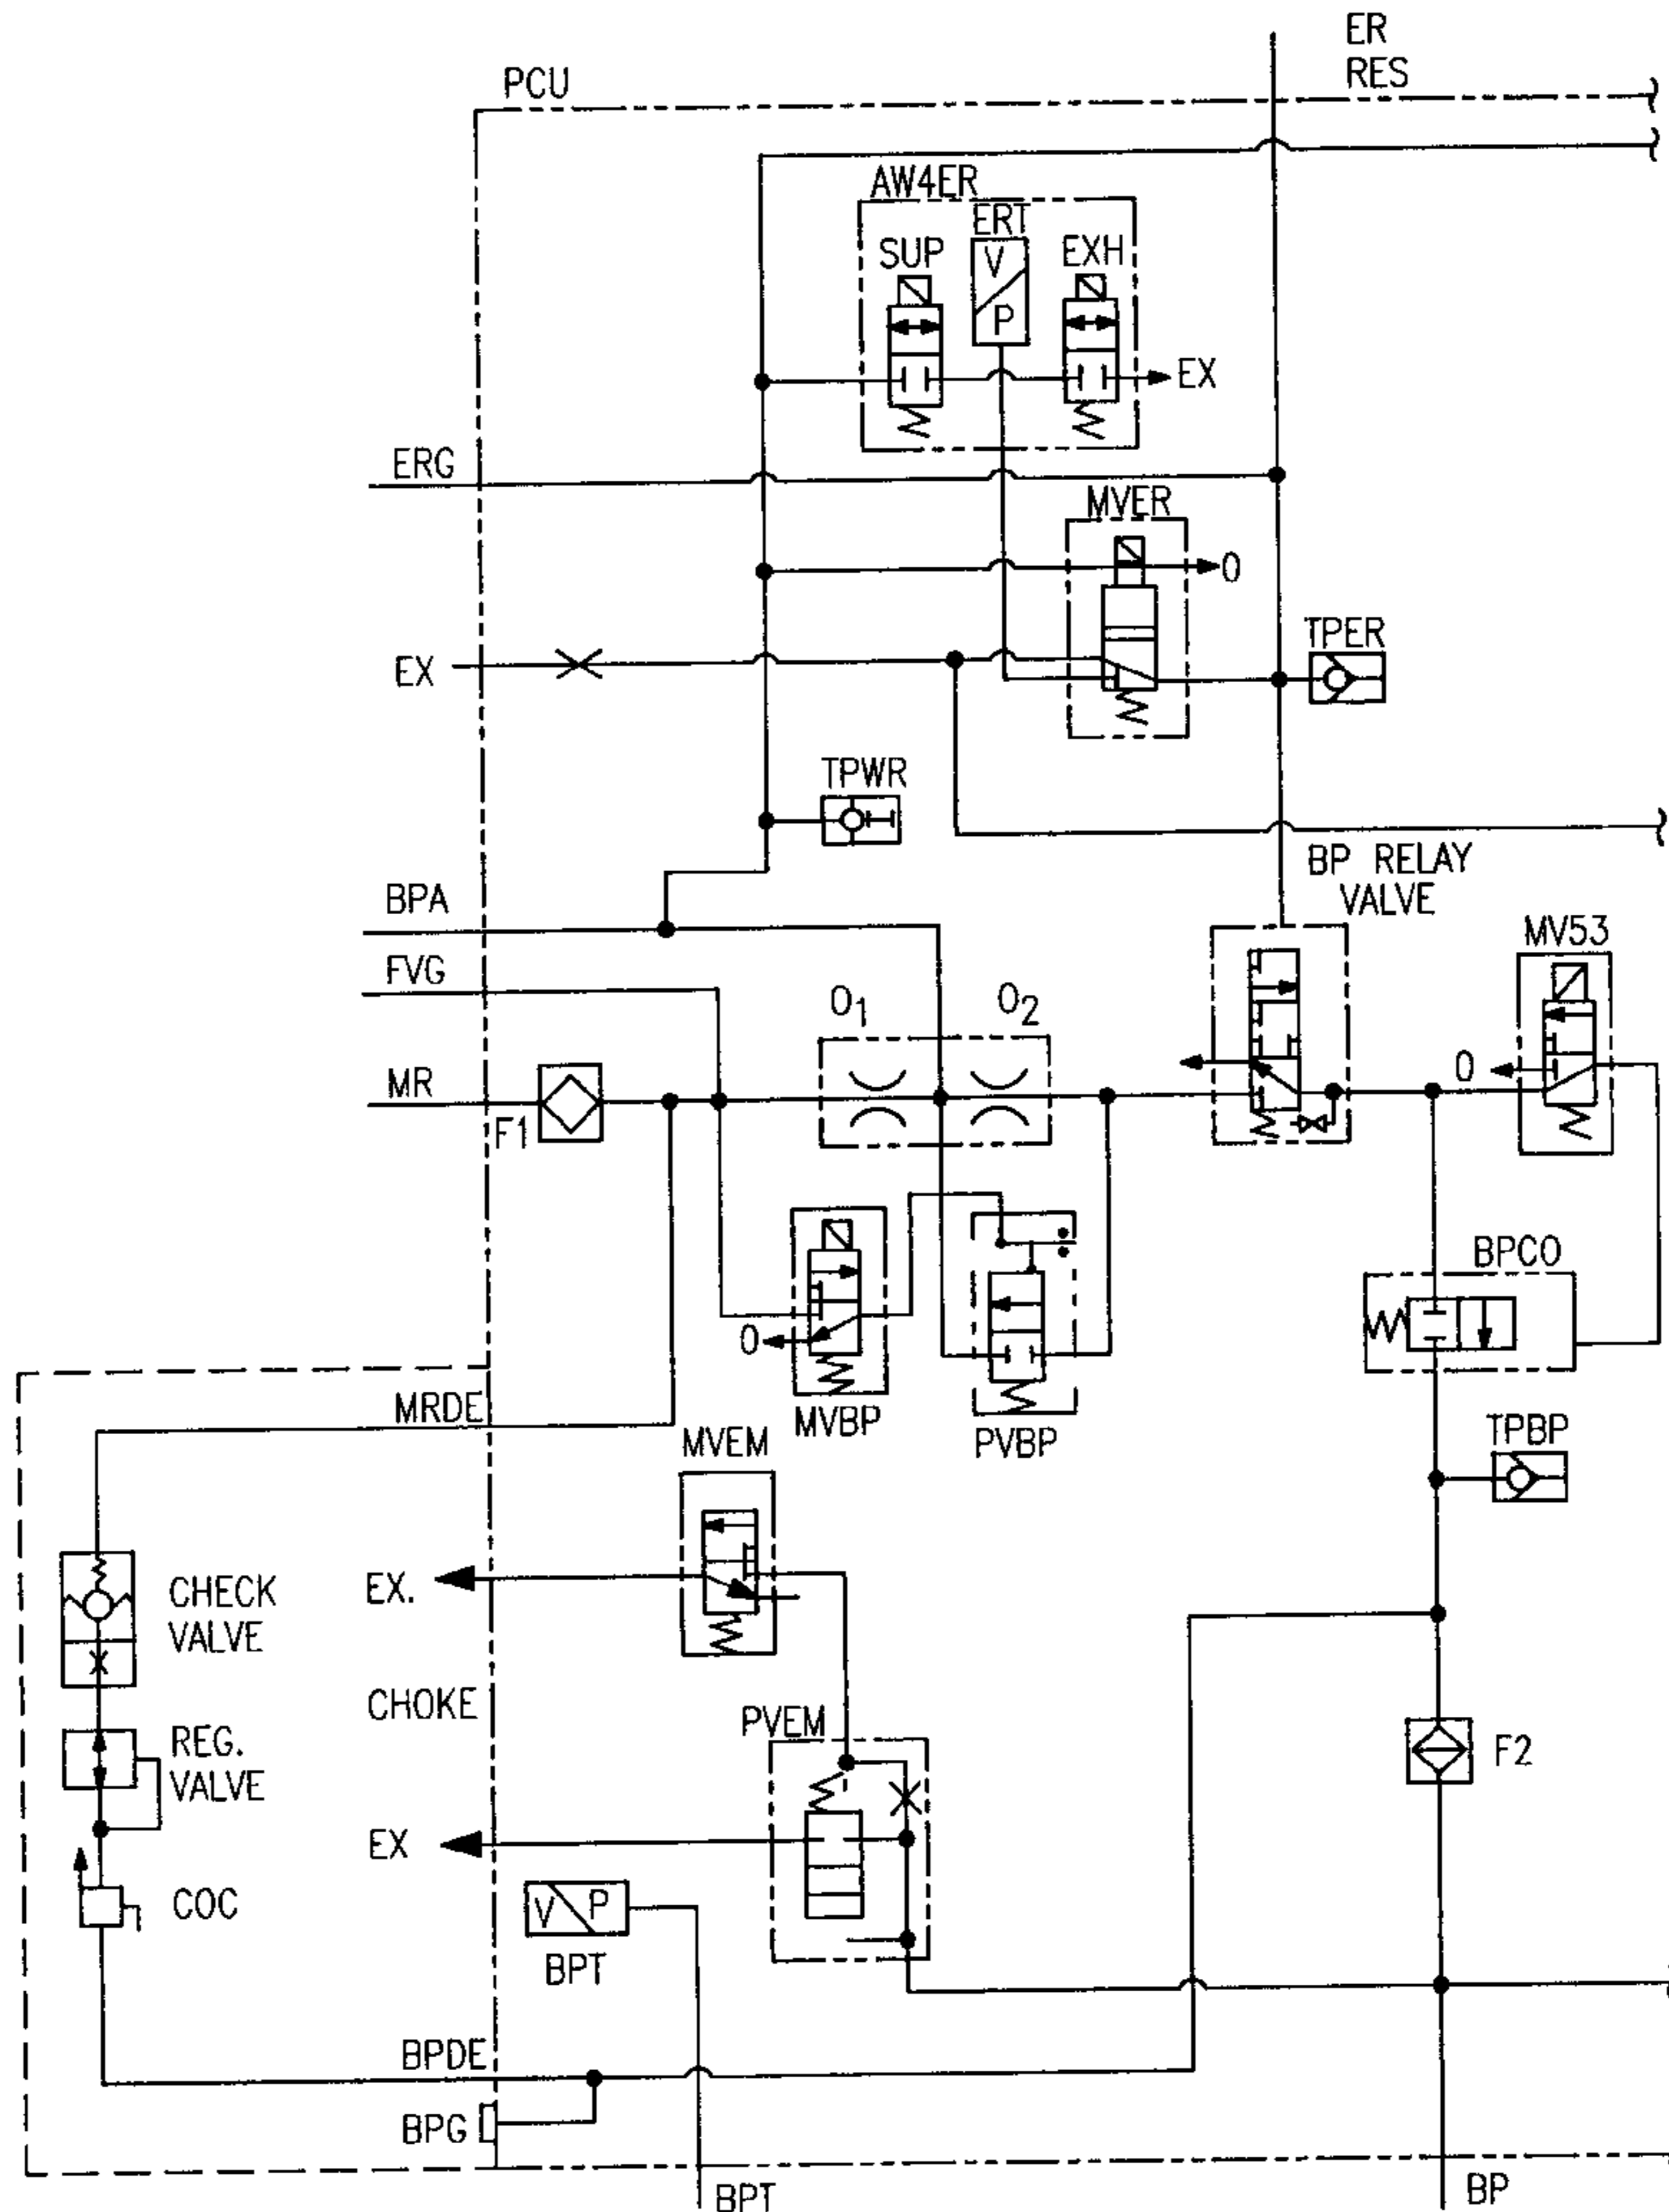 ER
RES
PCU
AW4ER
ERT
SUP
EXH
V
P
EX
ERG
MVER
0
TPER
EX
TPWR
BP RELAY
VALVE
BPA
MV53
FVG
O1
O2
0
MR
F1
BPCO
0
MRDE
MVBP
PVBP
TPBP
MVEM
CHECK
VALVE
EX.
CHOKE
PVEM
REG.
VALVE
F2
EX
COC
V
P
BPT
BPDE
BPG
BPT
BP